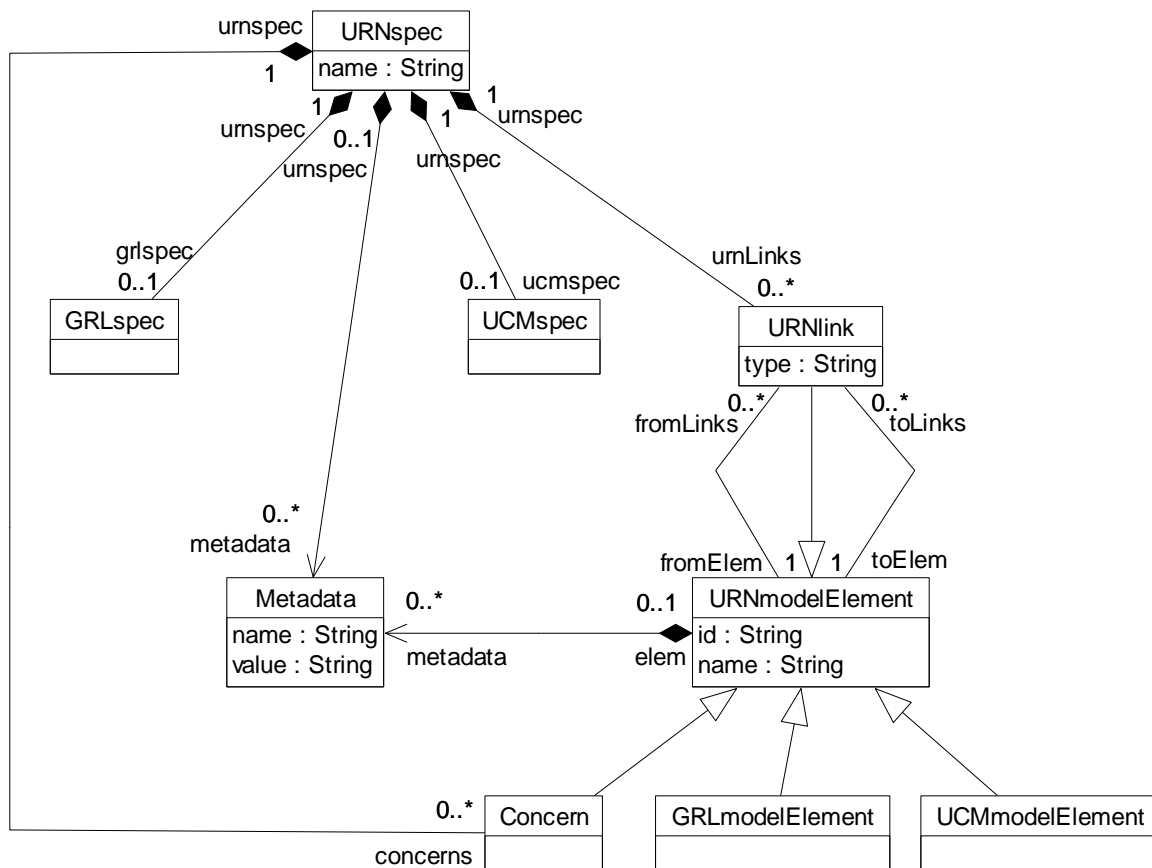 urnspec
URNspec
name : String
1
1
urnspec
0..1
urnspec
1
urnspec
1
urnspec
grlspec
0..1
0..1
ucmspec
urnLinks
0..*
GRLspec
UCMspec
URNlink
type : String
0..*
fromLinks
0..*
toLinks
0..*
metadata
fromElem
1
1
toElem
Metadata
name : String
value : String
0..*
metadata
0..1
elem
URNmodelElement
id : String
name : String
0..*
concerns
Concern
GRLmodelElement
UCMmodelElement